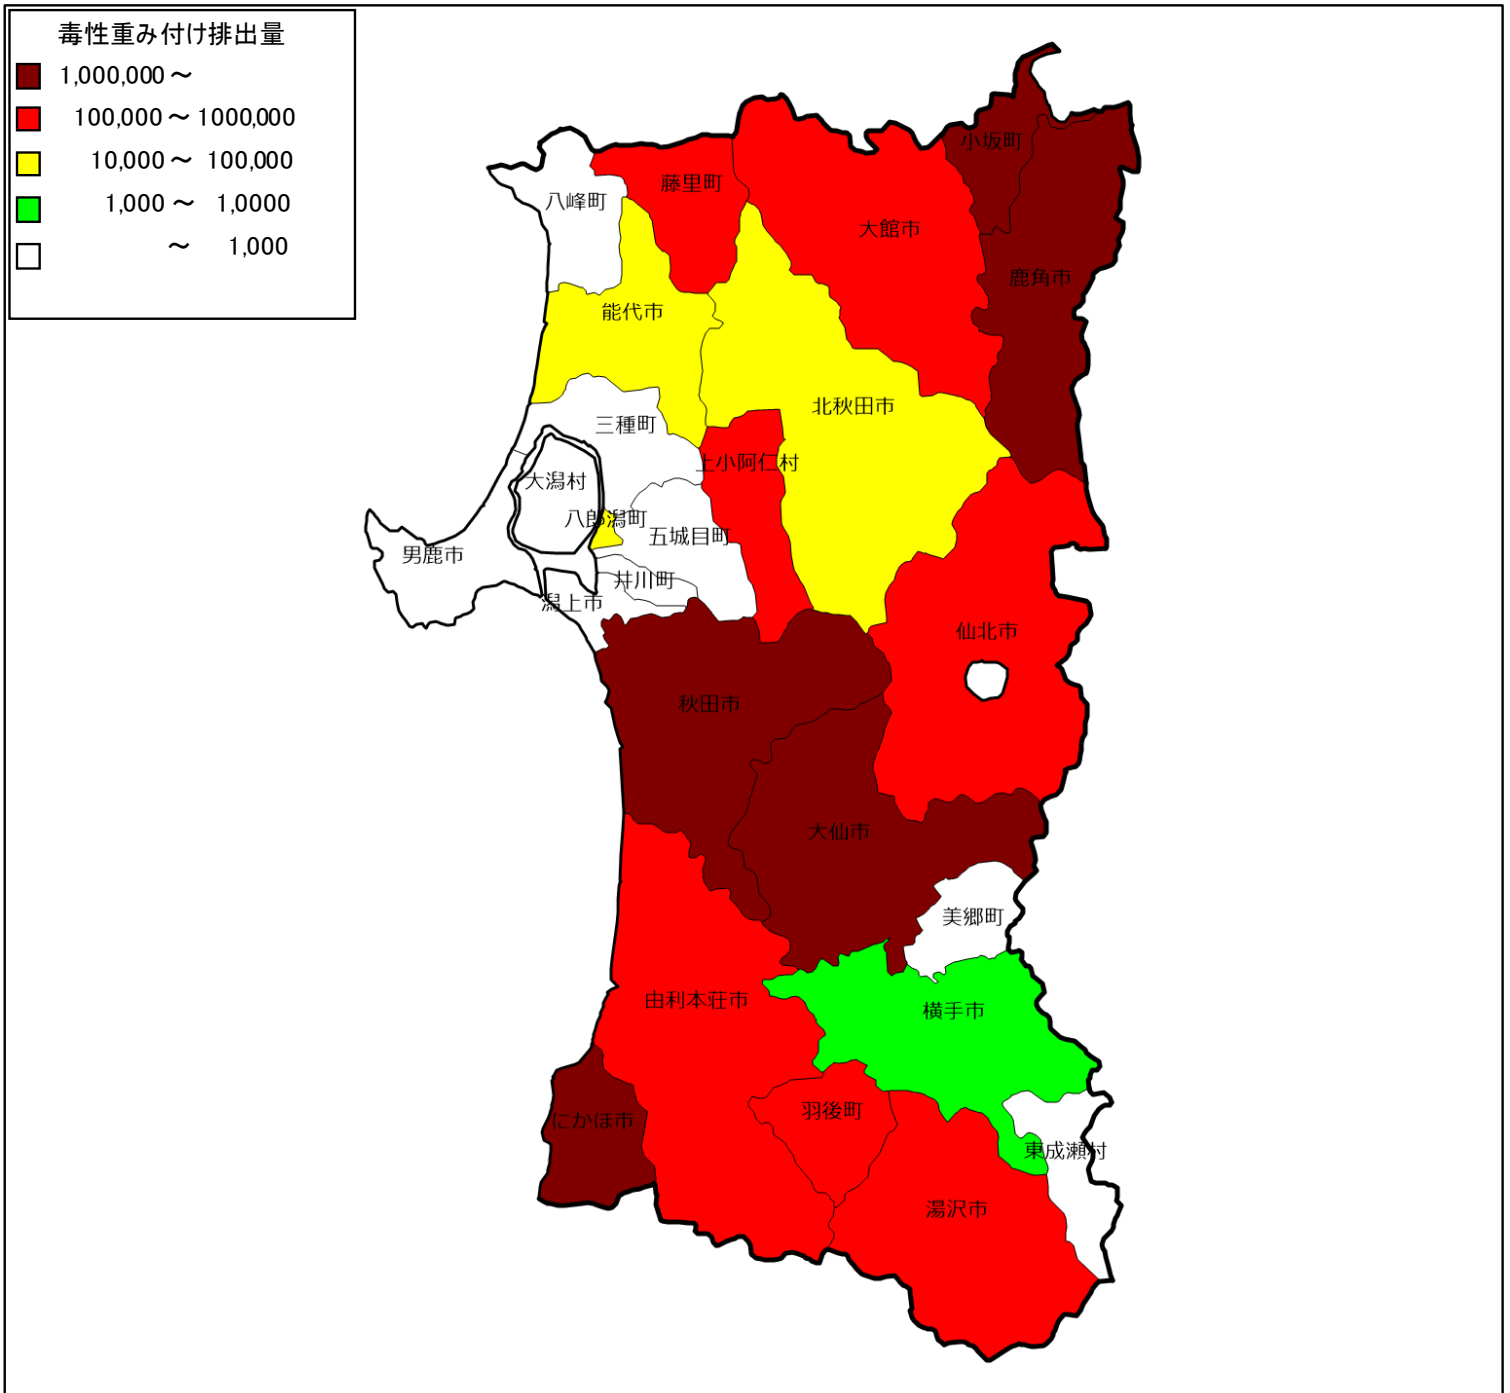 毒性重み付け排出量
1,000,000～
100,000～1000,000
10,000～ 100,000
1,000～ 1,0000
～ 1,000
小坂町
藤里町
八峰町
大館市
鹿角市
能代市
北秋田市
三種町
上小阿仁村
大潟村
八郎潟町
五城目町
男鹿市
井川町
潟上市
仙北市
秋田市
大仙市
美郷町
由利本荘市
横手市
羽後町
にかほ市
東成瀬村
湯沢市